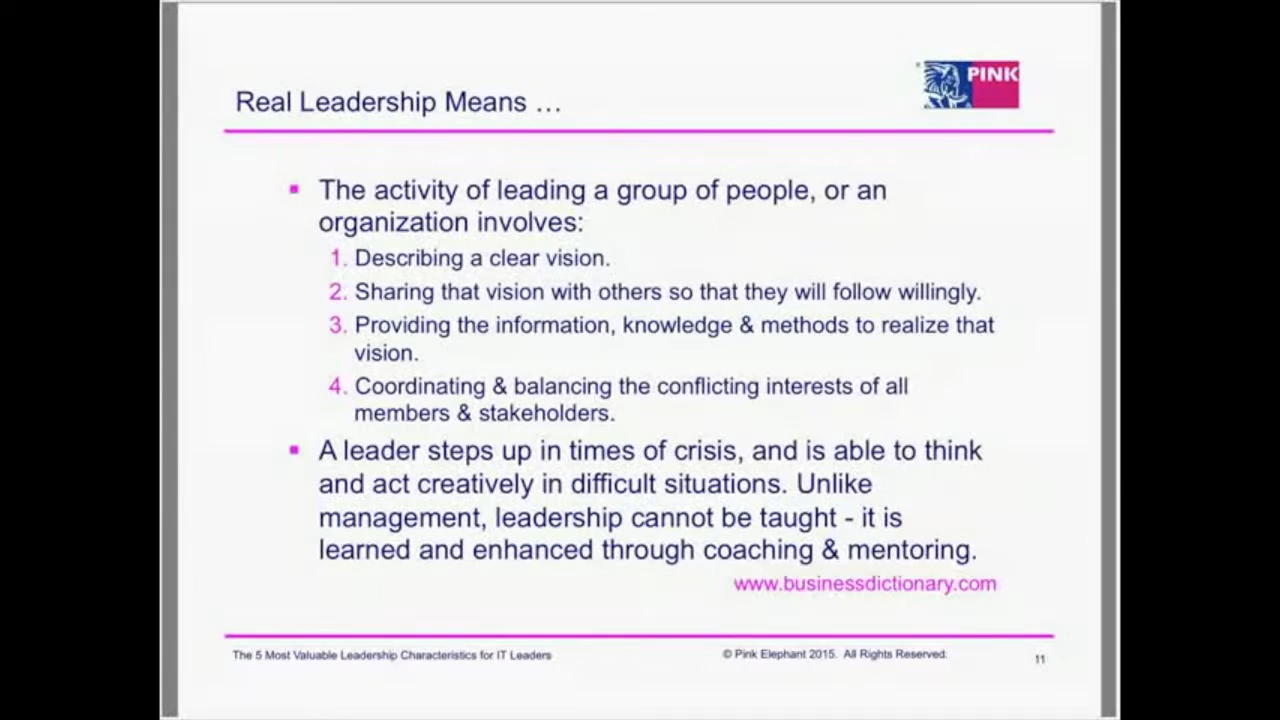 PINK
Real Leadership Means …
▪ The activity of leading a group of people, or an
organization involves:
1. Describing a clear vision.
2. Sharing that vision with others so that they will follow willingly.
3. Providing the information, knowledge & methods to realize that
vision.
4. Coordinating & balancing the conflicting interests of all
members & stakeholders.
▪ A leader steps up in times of crisis, and is able to think
and act creatively in difficult situations. Unlike
management, leadership cannot be taught - it is
learned and enhanced through coaching & mentoring.
www.businessdictionary.com
The 5 Most Valuable Leadership Characteristics for IT Leaders
© Pink Elephant 2015. All Rights Reserved.
11